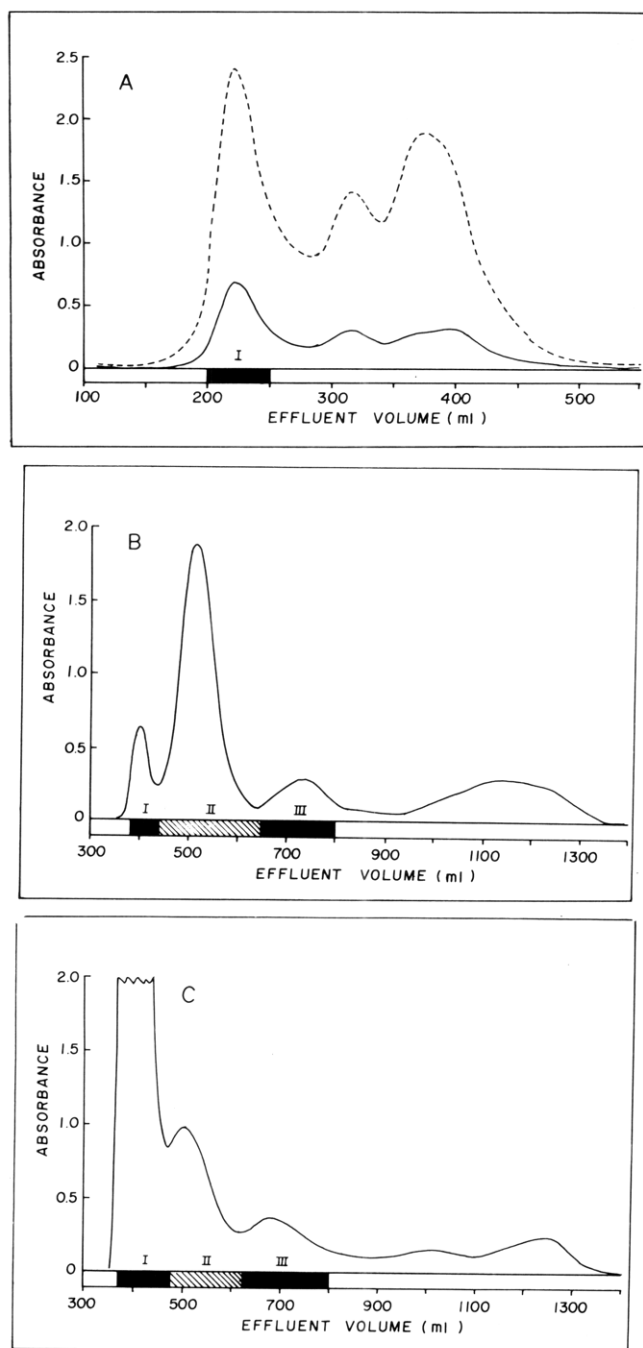 A
2.5
2.0
1.5
1.0
0.5
0
ABSORBANCE
I
100 200 300 400 500
EFFLUENT VOLUME (ml)
B
2.0
1.5
1.0
0.5
0
ABSORBANCE
I II III
300 500 700 900 1100 1300
EFFLUENT VOLUME (ml)
C
2.0
1.5
1.0
0.5
0
ABSORBANCE
I II III
300 500 700 900 1100 1300
EFFLUENT VOLUME (ml)